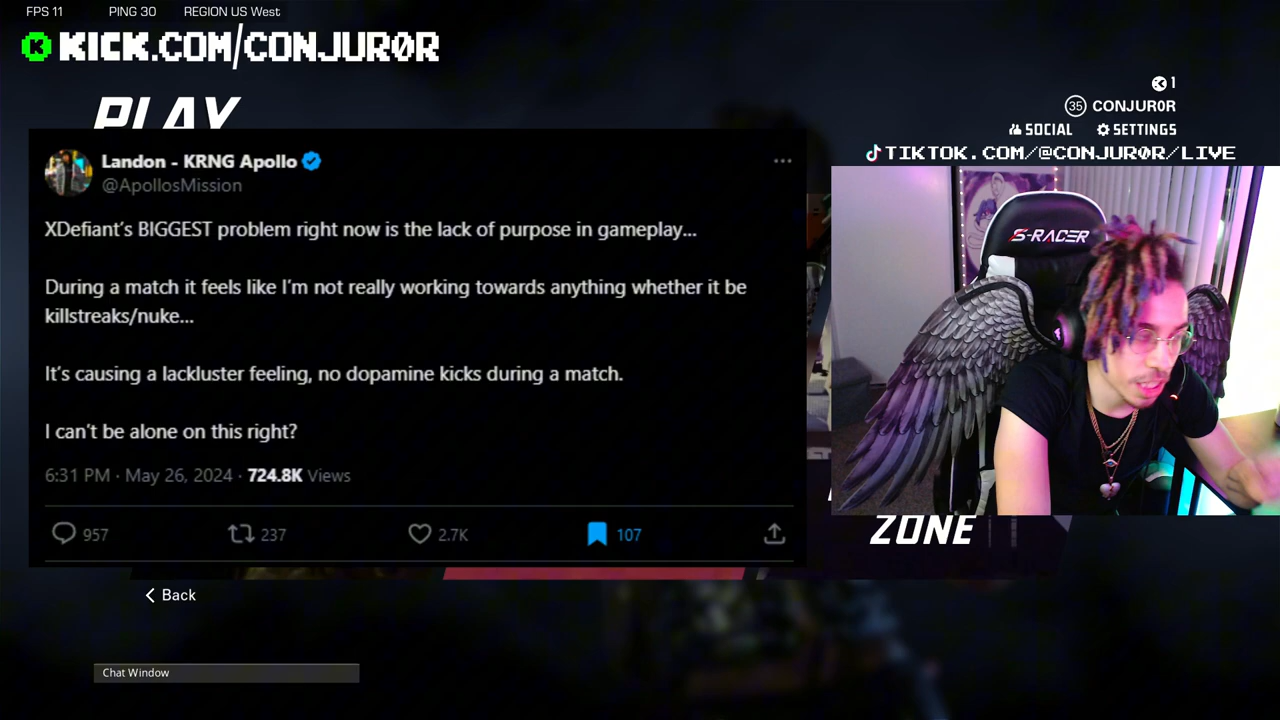 FPS 11 PING 30 REGION US West
KICK.COM/CONJURØR
PLAY
1
35 CONJURØR
SOCIAL SETTINGS
TIKTOK.COM/@CONJURØR/LIVE
Landon - KRNG Apollo
@ApollosMission
XDefiant's BIGGEST problem right now is the lack of purpose in gameplay...
During a match it feels like I'm not really working towards anything whether it be
killstreaks/nuke...
It's causing a lackluster feeling, no dopamine kicks during a match.
I can't be alone on this right?
6:31 PM · May 26, 2024 · 724.8K Views
957 237 2.7K 107
S-RACER
ZONE
Back
Chat Window